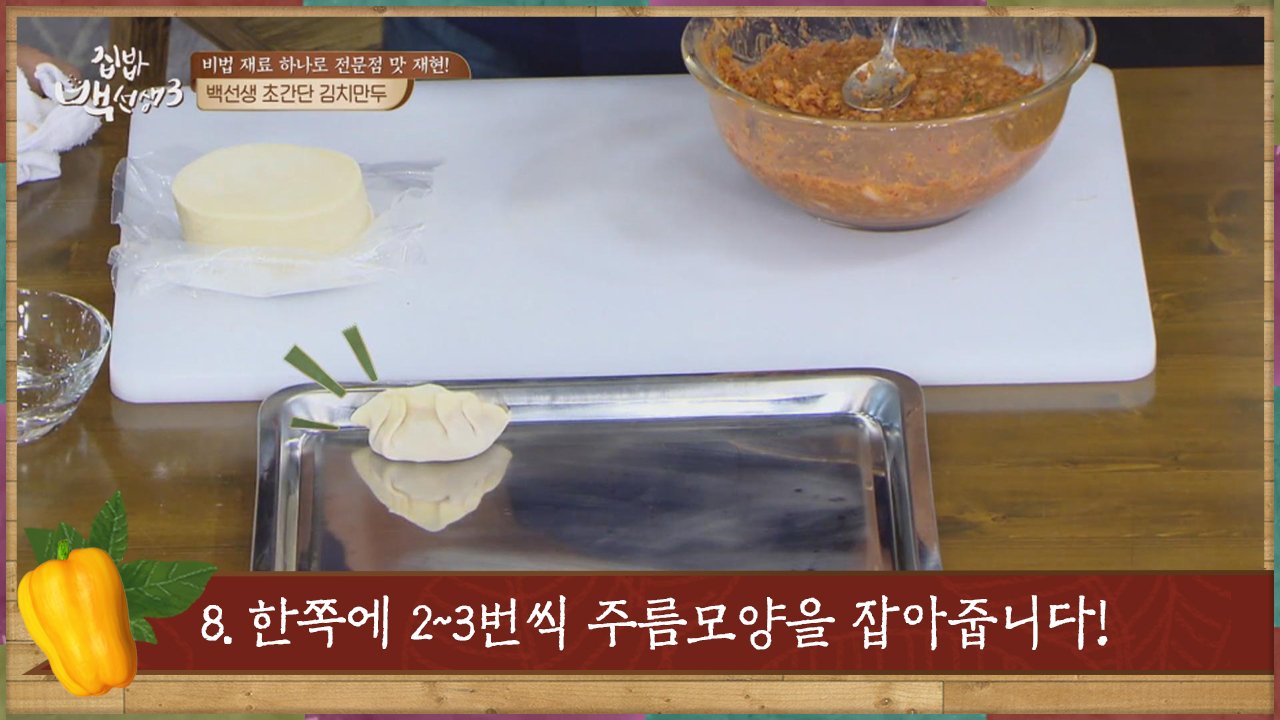 집밥
백선생3
비법 재료 하나로 전문점 맛 재현!
백선생 초간단 김치만두
8. 한쪽에 2~3번씩 주름모양을 잡아줍니다!